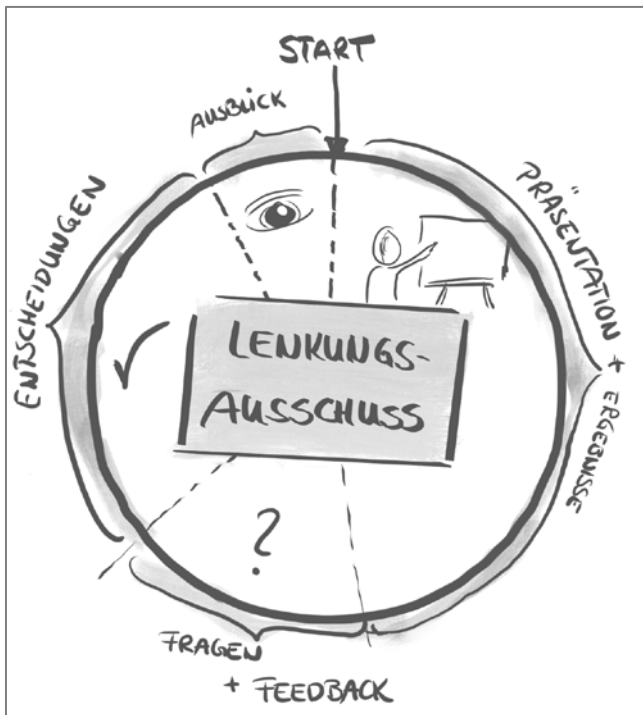 START
PRÄSENTATION + ERGEBNISSE
FRAGEN
+ FEEDBACK
?
ENTSCHEIDUNGEN
AUSBLICK
LENKUNGS-
AUSSCHUSS